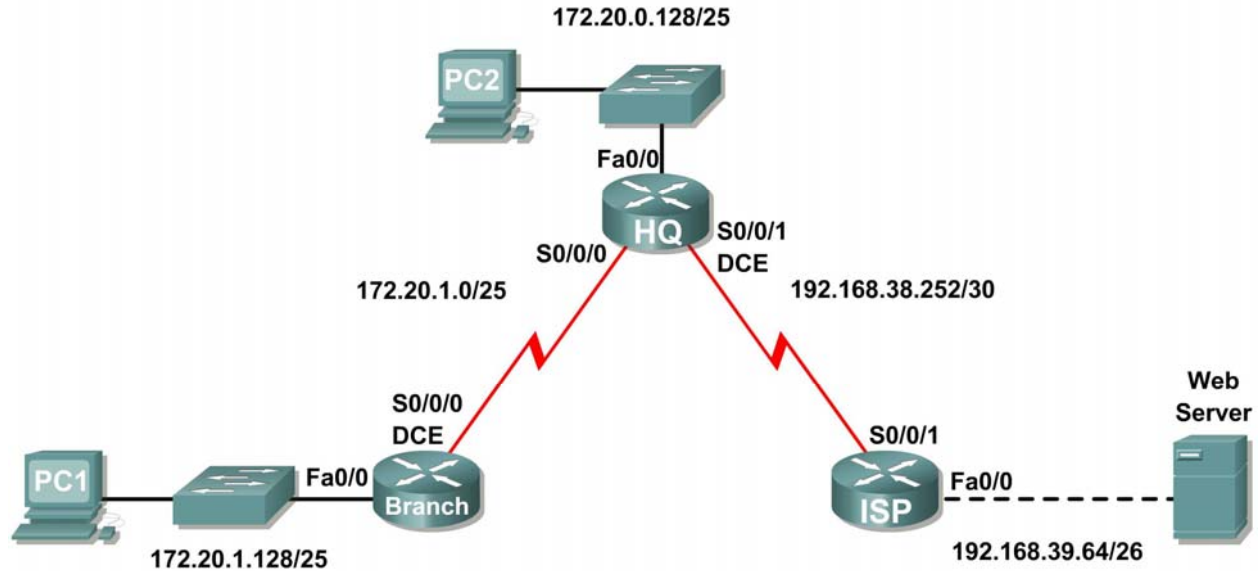 172.20.0.128/25
PC2
Fa0/0
HQ
S0/0/0
S0/0/1
DCE
172.20.1.0/25
192.168.38.252/30
S0/0/0
DCE
PC1
Fa0/0
Branch
172.20.1.128/25
S0/0/1
ISP
Fa0/0
Web
Server
192.168.39.64/26